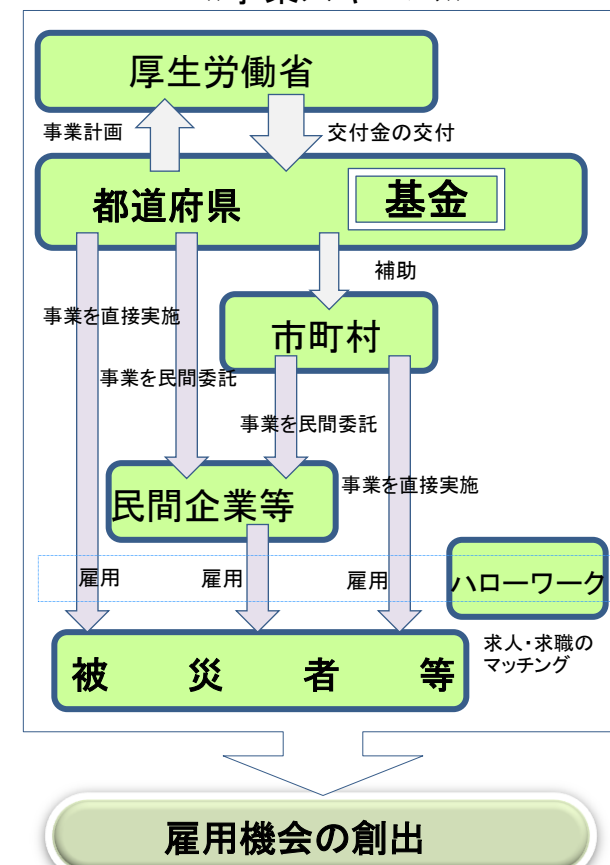 厚生労働省
事業計画
交付金の交付
都道府県
基金
補助
事業を直接実施
市町村
事業を民間委託
事業を民間委託
事業を直接実施
民間企業等
雇用
雇用
雇用
ハローワーク
求人・求職の
マッチング
被 災 者 等
雇用機会の創出